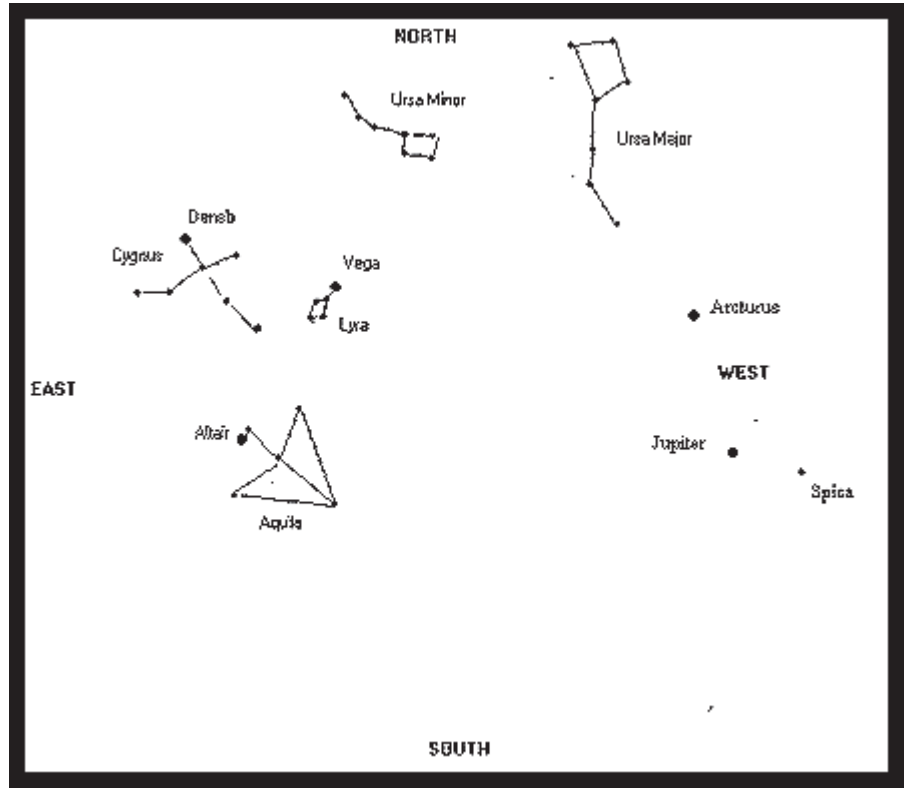 NORTH
Ursa Minor
Ursa Major
Deneb
Cygnus
Vega
Lyra
Arcturus
WEST
EAST
Altair
Jupiter
Spica
Aquila
SOUTH